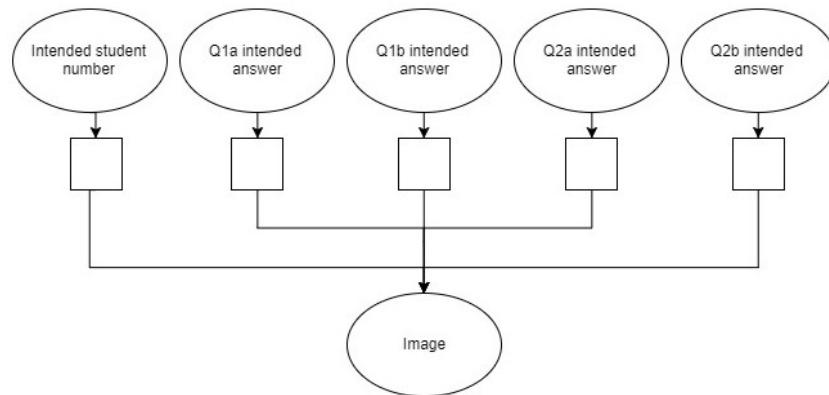 Intended student
number
Q1a intended
answer
Q1b intended
answer
Q2a intended
answer
Q2b intended
answer
Image